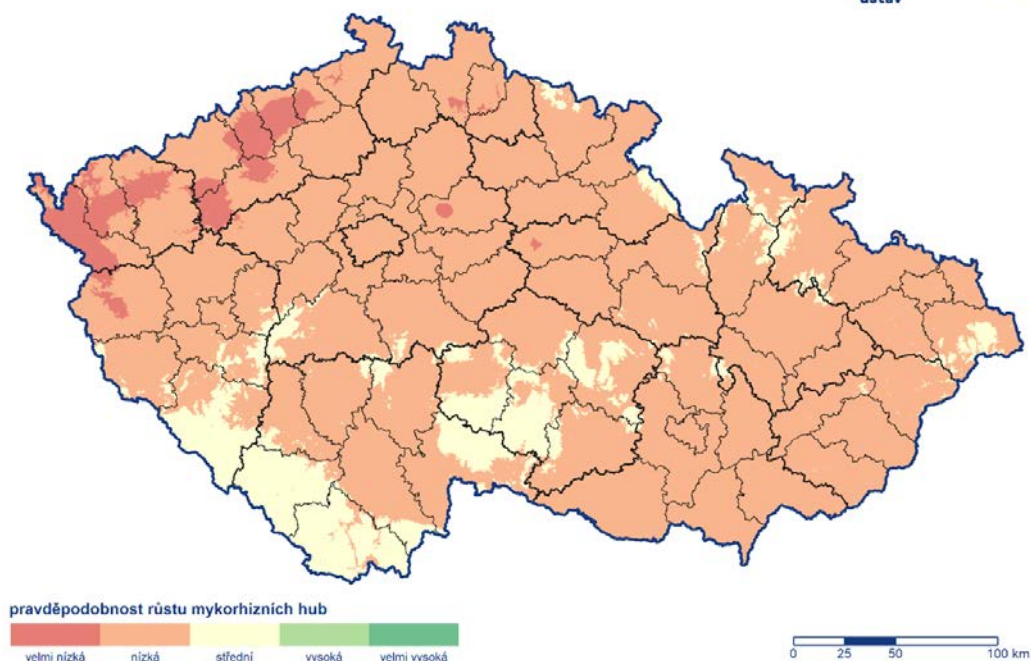 ústav
pravděpodobnost růstu mykorhizních hub
velmi nízká nízká střední vysoká velmi vysoká
0 25 50 100 km